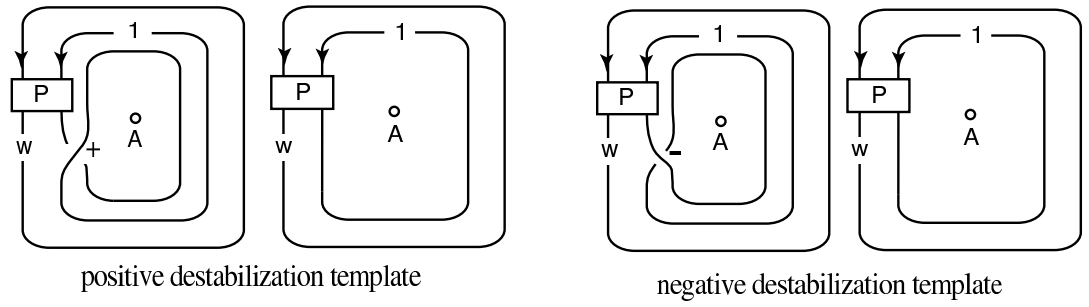 1 1 1 1
P P P P
A A A A
w + w w - w
positive destabilization template negative destabilization template